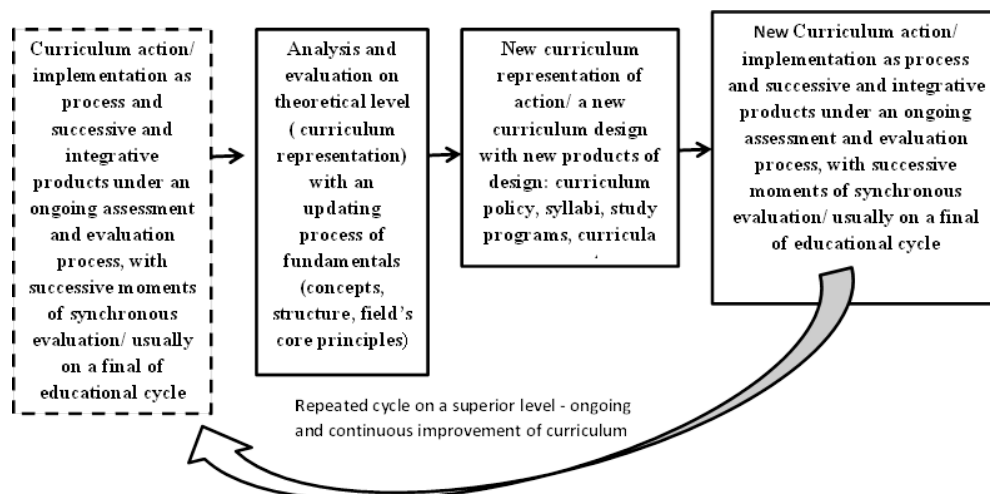 Curriculum action/
implementation as
process and
successive and
integrative
products under an
ongoing assessment
and evaluation
process, with
successive moments
of synchronous
evaluation/ usually
on a final of
educational cycle
Analysis and
evaluation on
theoretical level
( curriculum
representation)
with an
updating
process of
fundamentals
(concepts,
structure, field's
core principles)
New curriculum
representation of
action/ a new
curriculum design
with new products of
design: curriculum
policy, syllabi, study
programs, curricula
.
New Curriculum action/
implementation as process
and successive and integrative
products under an ongoing
assessment and evaluation
process, with successive
moments of synchronous
evaluation/ usually on a final
of educational cycle
Repeated cycle on a superior level - ongoing
and continuous improvement of curriculum